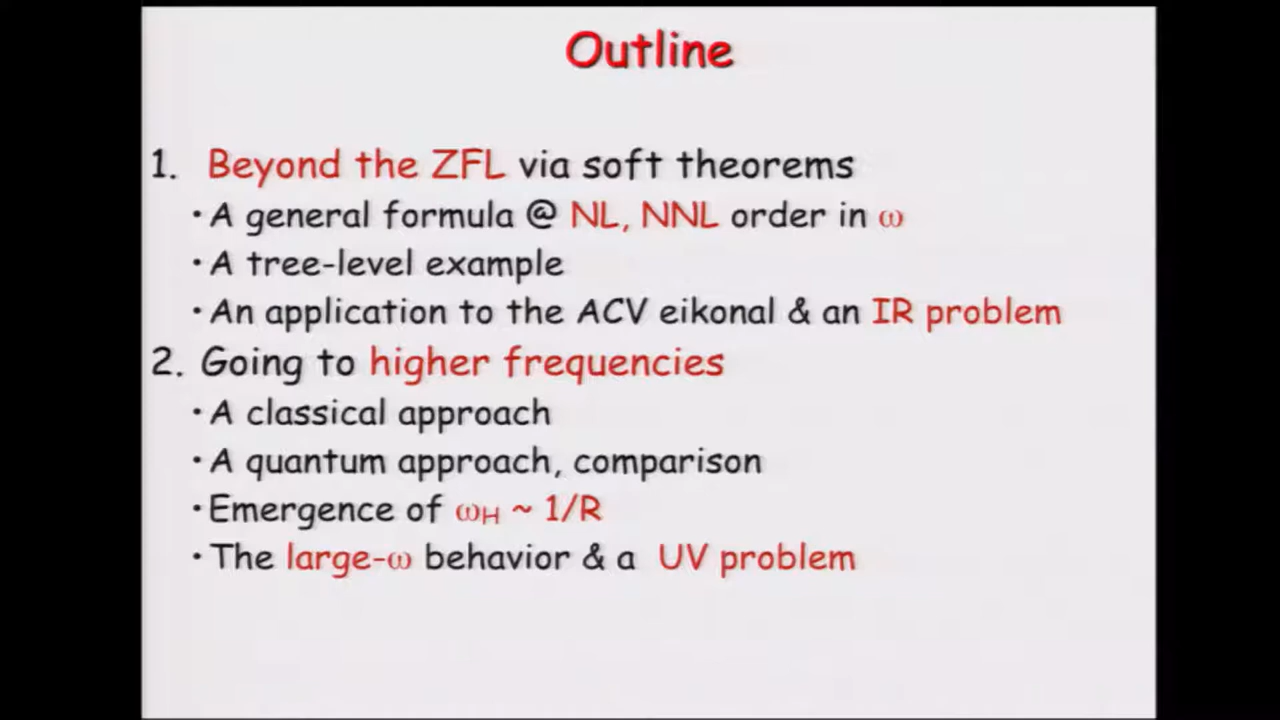 Outline
1. Beyond the ZFL via soft theorems
• A general formula @ NL, NNL order in ω
• A tree-level example
• An application to the ACV eikonal & an IR problem
2. Going to higher frequencies
• A classical approach
• A quantum approach, comparison
• Emergence of ωH ~ 1/R
• The large-ω behavior & a UV problem